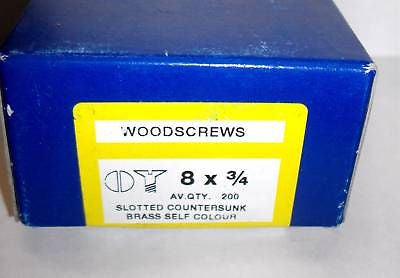 WOODSCREWS
8 x ¾
AV.QTY. 200
SLOTTED COUNTERSUNK
BRASS SELF COLOUR